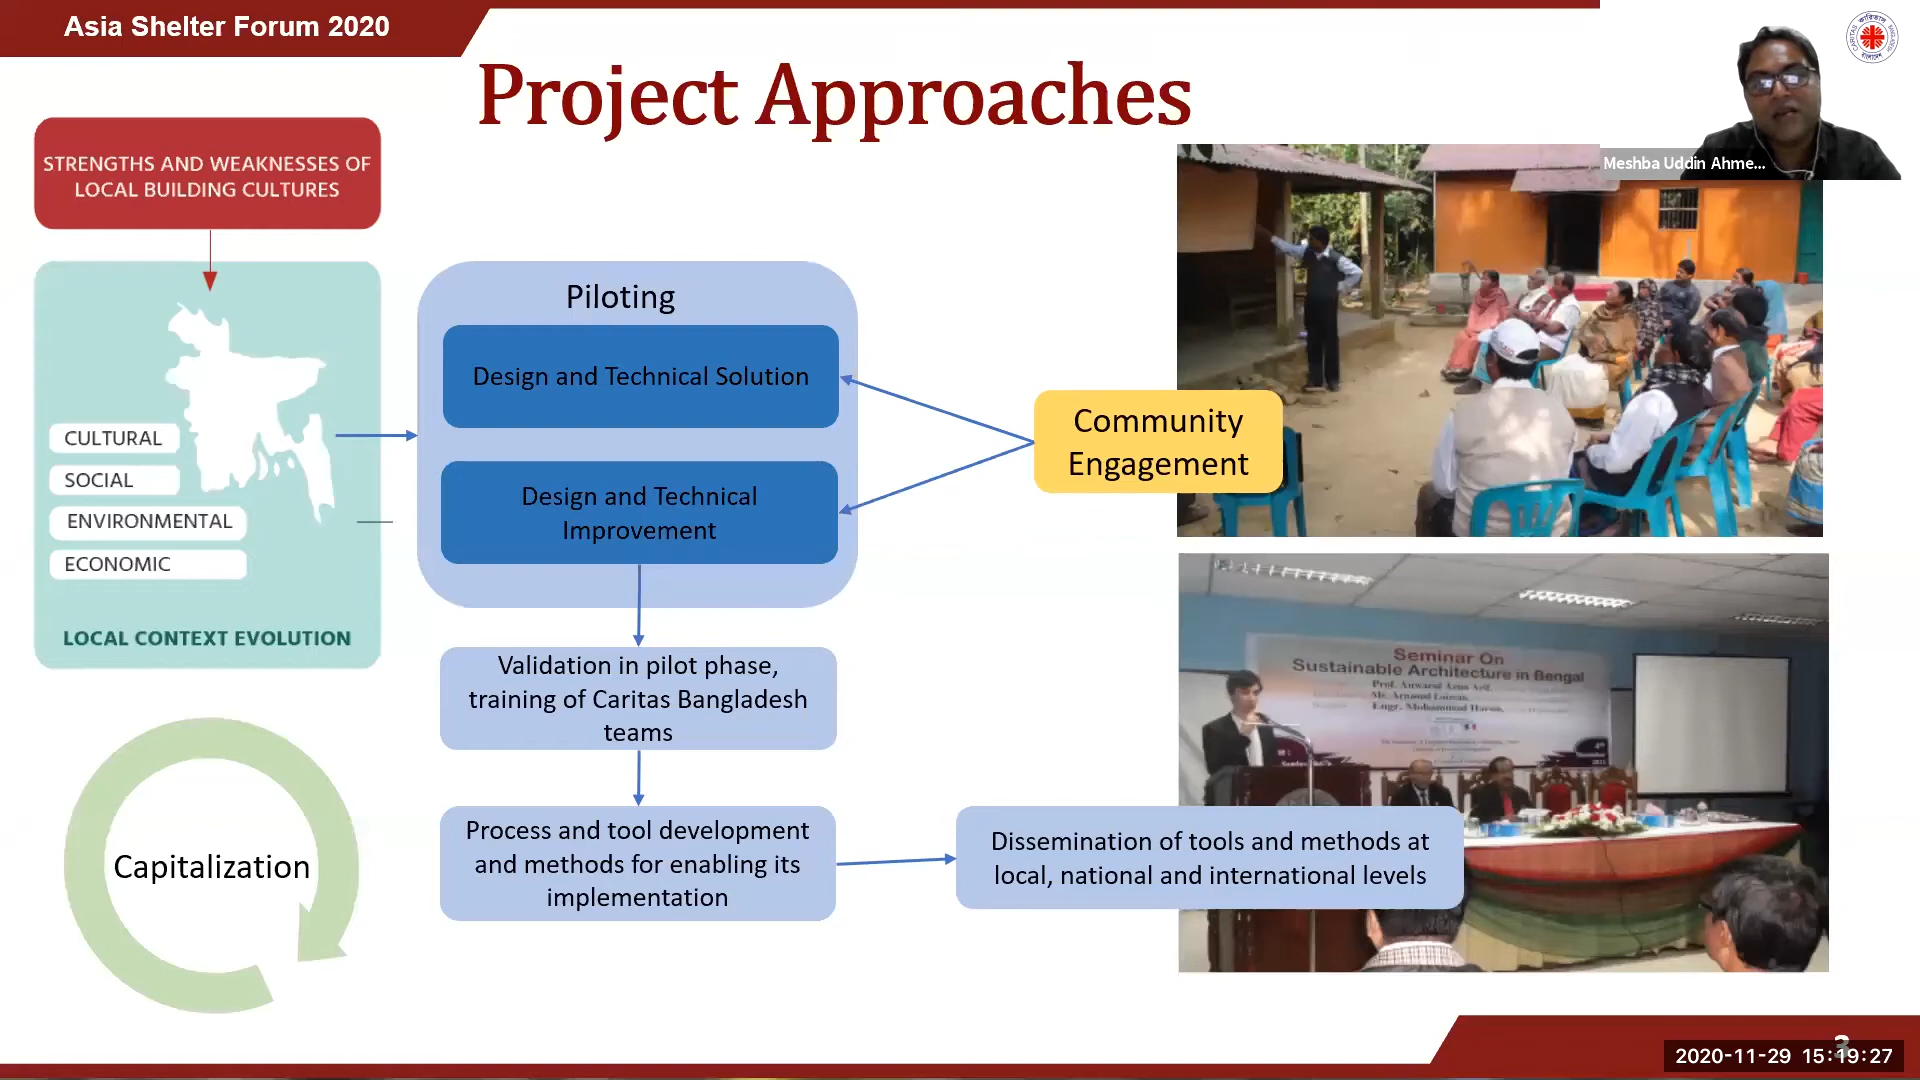 Asia Shelter Forum 2020
Project Approaches
Meshba Uddin Ahme...
STRENGTHS AND WEAKNESSES OF
LOCAL BUILDING CULTURES
CULTURAL
SOCIAL
ENVIRONMENTAL
ECONOMIC
LOCAL CONTEXT EVOLUTION
Piloting
Design and Technical Solution
Design and Technical
Improvement
Community
Engagement
Validation in pilot phase,
training of Caritas Bangladesh
teams
Process and tool development
and methods for enabling its
implementation
Dissemination of tools and methods at
local, national and international levels
Capitalization
Seminar On
Sustainable Architecture in Bengal
3
2020-11-29 15:19:27